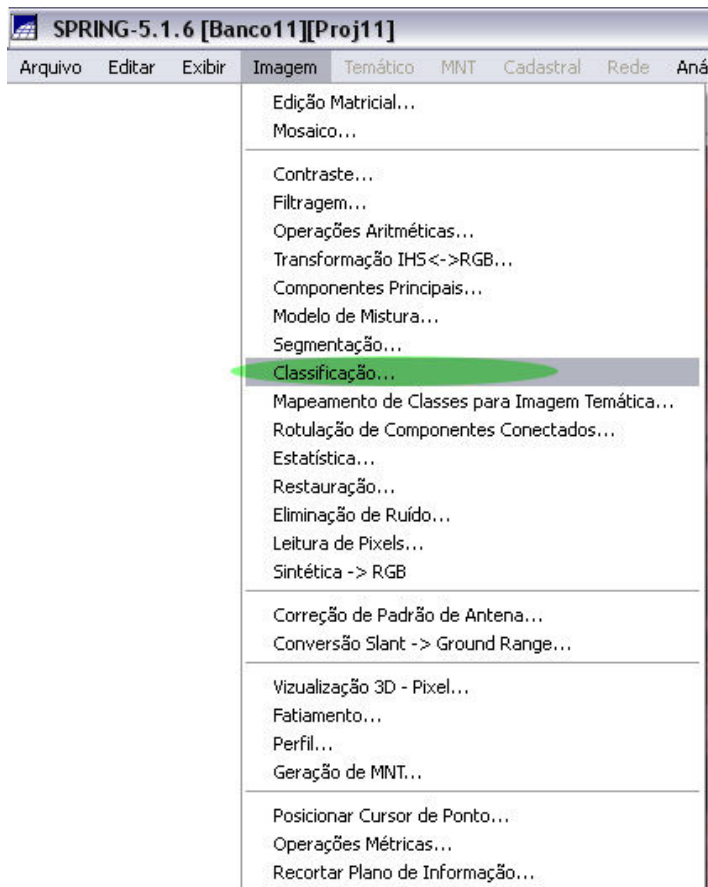 SPRING-5.1.6 [Banco11][Proj11]
Arquivo Editar Exibir Imagem Temático MNT Cadastral Rede Aná
Edição Matricial...
Mosaico...
Contraste...
Filtragem...
Operações Aritméticas...
Transformação IHS<->RGB...
Componentes Principais...
Modelo de Mistura...
Segmentação...
Classificação...
Mapeamento de Classes para Imagem Temática...
Rotulação de Componentes Conectados...
Estatística...
Restauração...
Eliminação de Ruído...
Leitura de Pixels...
Sintética -> RGB
Correção de Padrão de Antena...
Conversão Slant -> Ground Range...
Vizualização 3D - Pixel...
Fatiamento...
Perfil...
Geração de MNT...
Posicionar Cursor de Ponto...
Operações Métricas...
Recortar Plano de Informação...